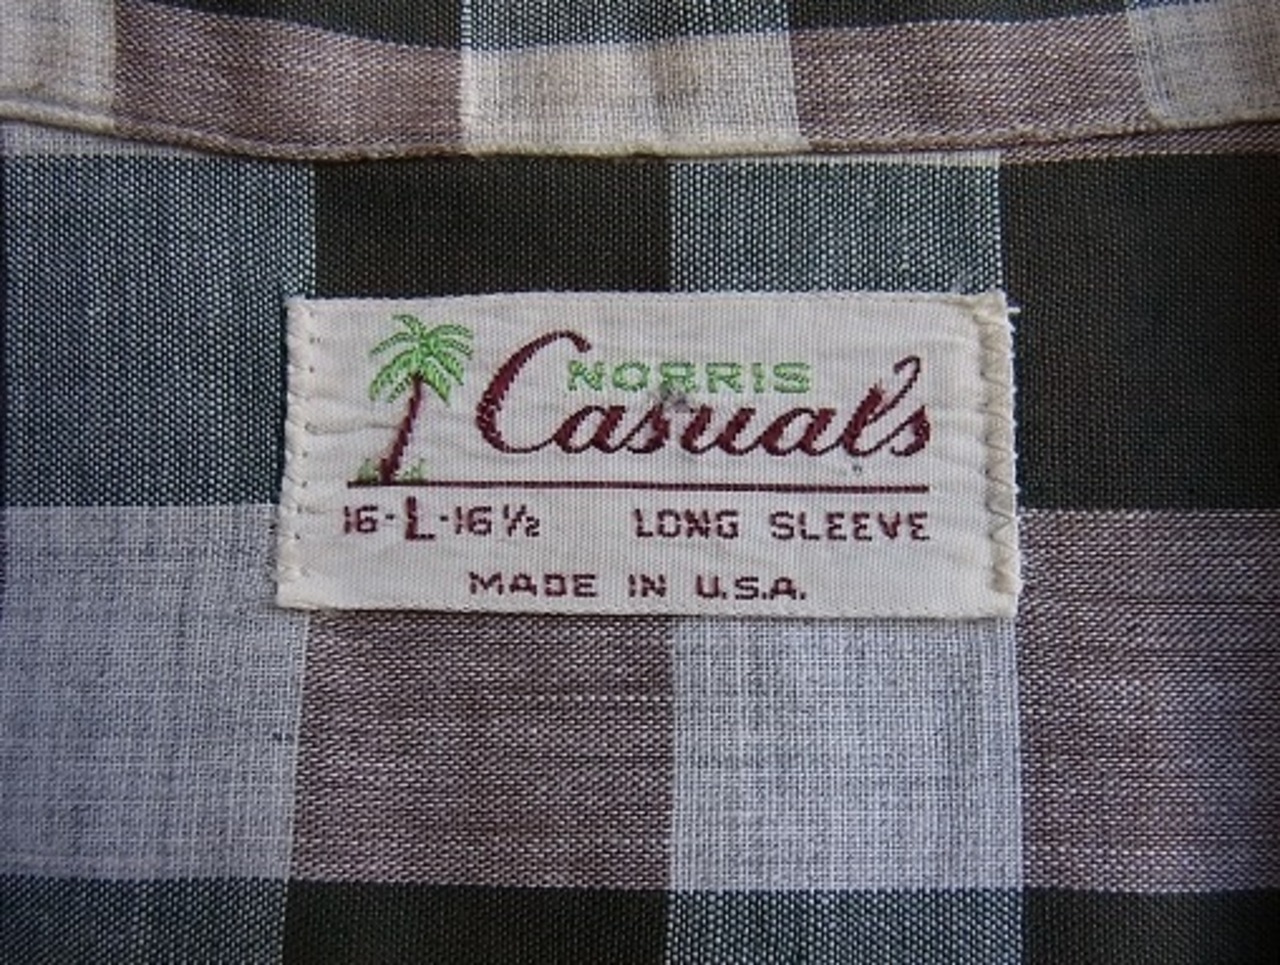 NORRIS
Casuals
16-L-16½ LONG SLEEVE
MADE IN U.S.A.